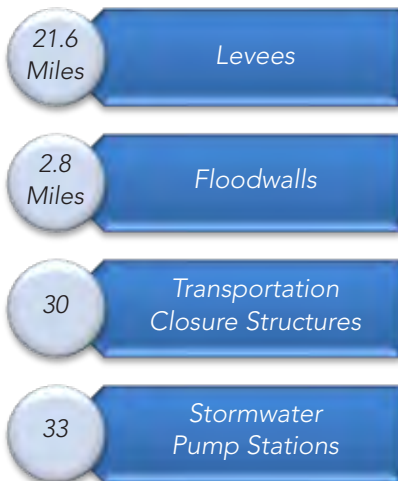 21.6
Miles
Levees
2.8
Miles
Floodwalls
30
Transportation
Closure Structures
33
Stormwater
Pump Stations